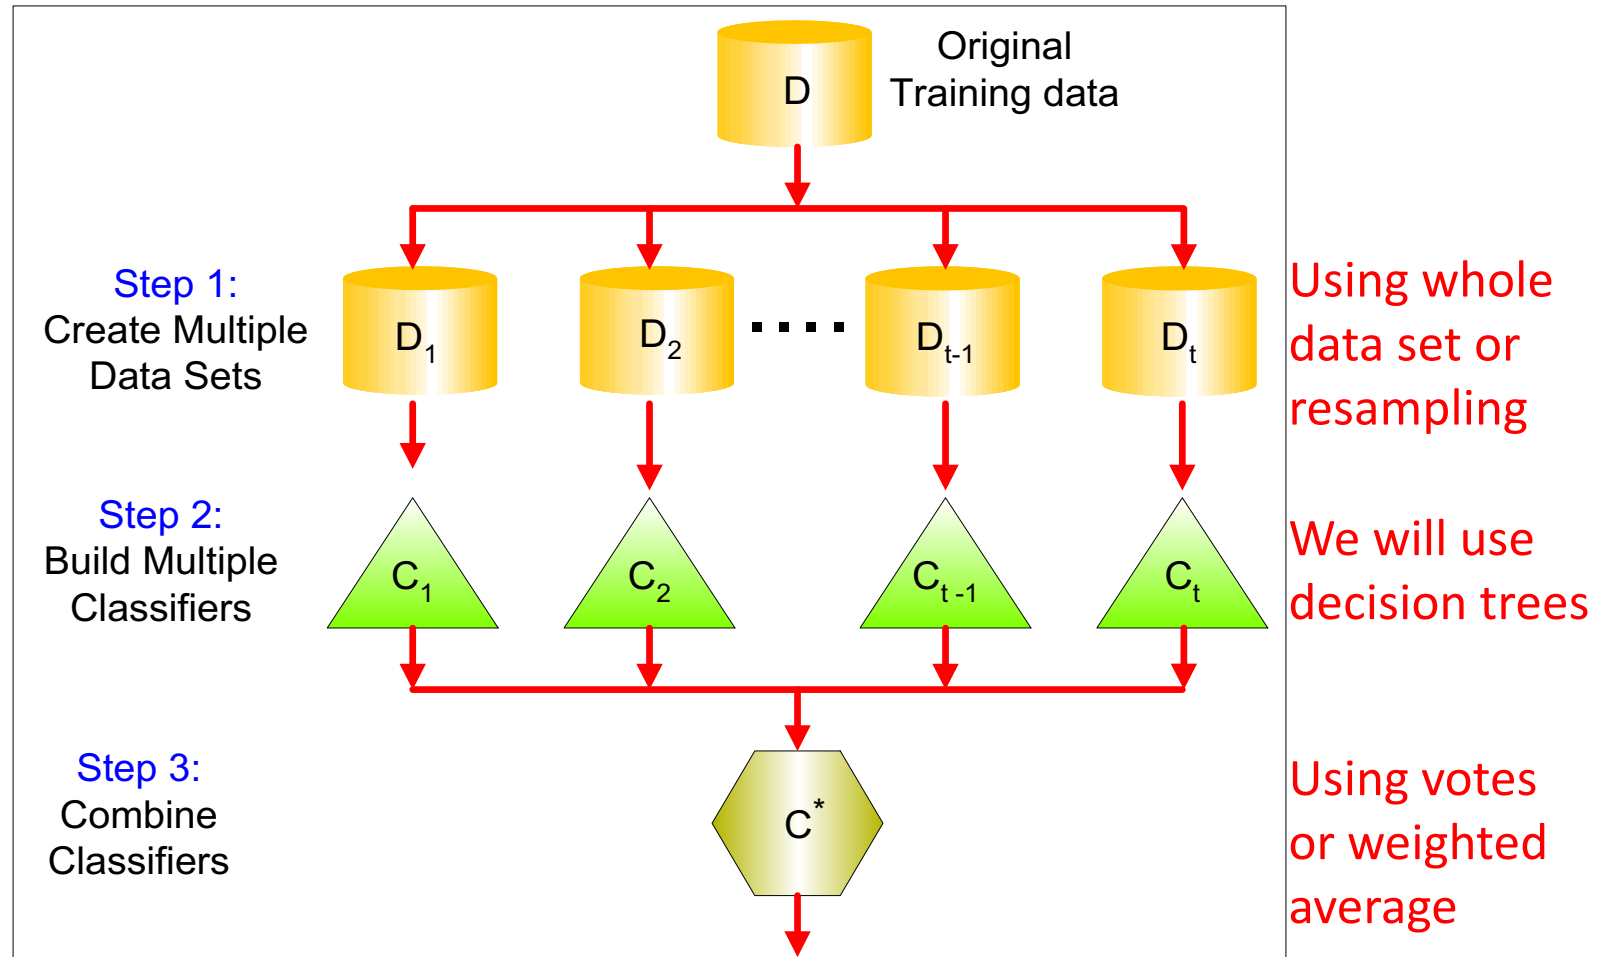 D
Original
Training data
Step 1:
Create Multiple
Data Sets
D1
D2
....
Dt-1
Dt
Using whole
data set or
resampling
Step 2:
Build Multiple
Classifiers
C1
C2
Ct -1
Ct
We will use
decision trees
Step 3:
Combine
Classifiers
C*
Using votes
or weighted
average